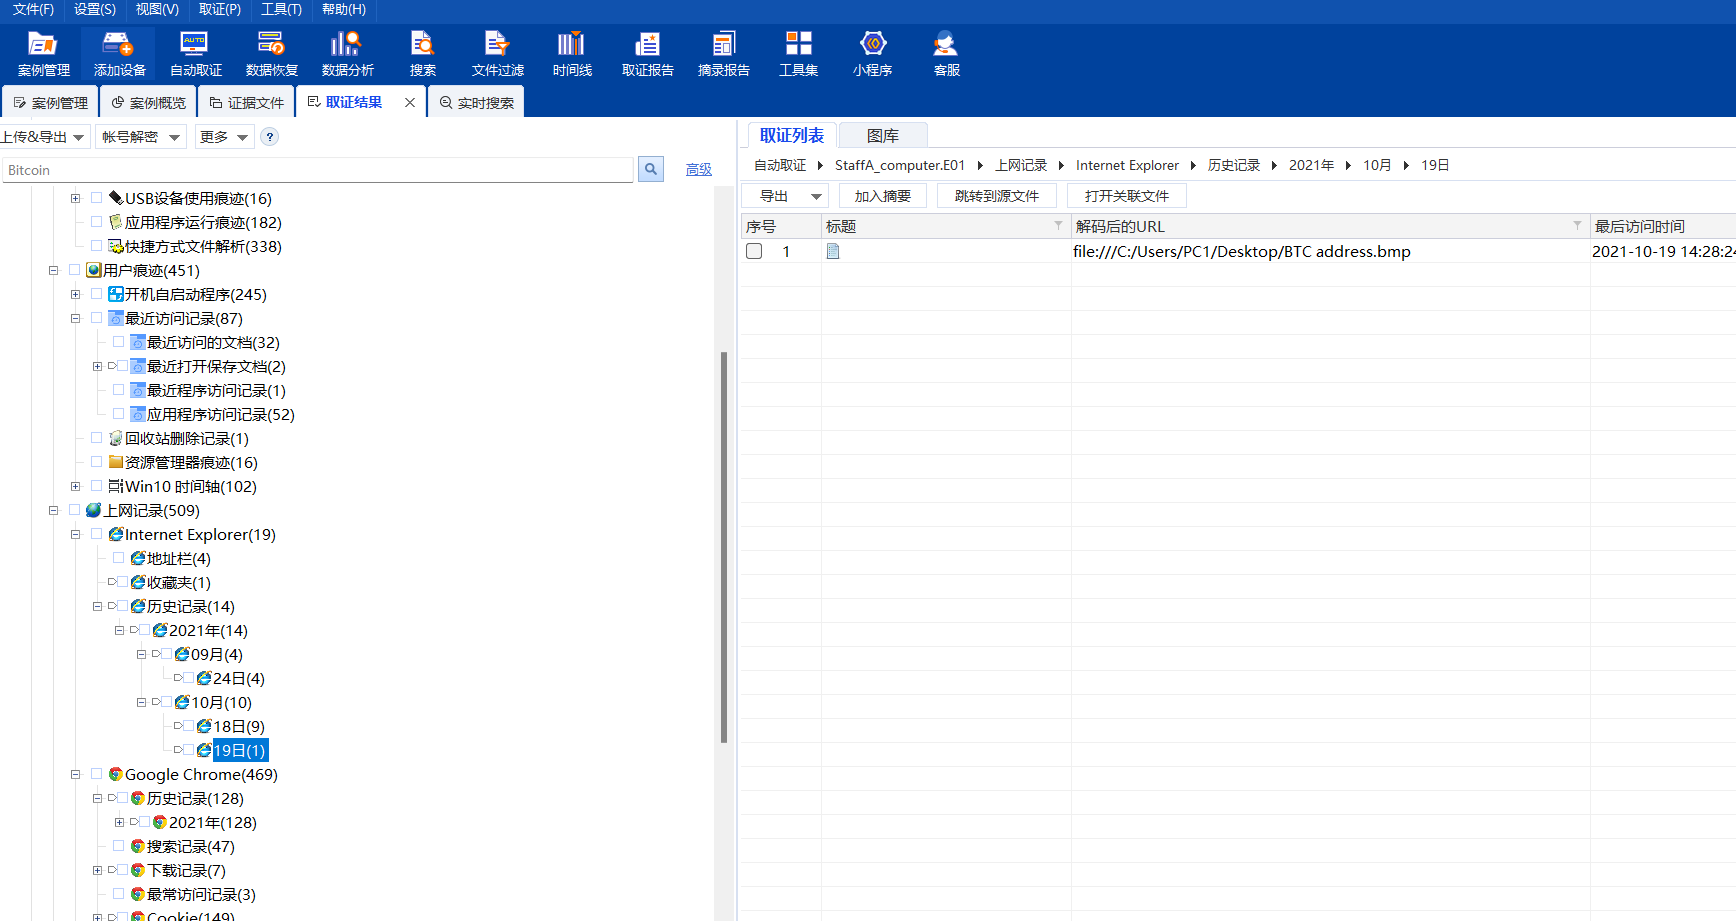 文件(F) 设置(S) 视图(V) 取证(P) 工具(T) 帮助(H)
AUTO
案例管理 添加设备 自动取证 数据恢复 数据分析 搜索 文件过滤 时间线 取证报告 摘录报告 工具集 小程序 客服
案例管理 案例概览 证据文件 取证结果 × 实时搜索
上传&导出 帐号解密 更多 ?
Bitcoin 高级
USB设备使用痕迹(16)
应用程序运行痕迹(182)
快捷方式文件解析(338)
用户痕迹(451)
开机自启动程序(245)
最近访问记录(87)
最近访问的文档(32)
最近打开保存文档(2)
最近程序访问记录(1)
应用程序访问记录(52)
回收站删除记录(1)
资源管理器痕迹(16)
Win10 时间轴(102)
上网记录(509)
Internet Explorer(19)
地址栏(4)
收藏夹(1)
历史记录(14)
2021年(14)
09月(4)
24日(4)
10月(10)
18日(9)
19日(1)
Google Chrome(469)
历史记录(128)
2021年(128)
搜索记录(47)
下载记录(7)
最常访问记录(3)
Cookie(149)
取证列表 图库
自动取证 StaffA_computer.E01 上网记录 Internet Explorer 历史记录 2021年 10月 19日
导出 加入摘要 跳转到源文件 打开关联文件
序号 标题 解码后的URL 最后访问时间
1 file:///C:/Users/PC1/Desktop/BTC address.bmp 2021-10-19 14:28:24